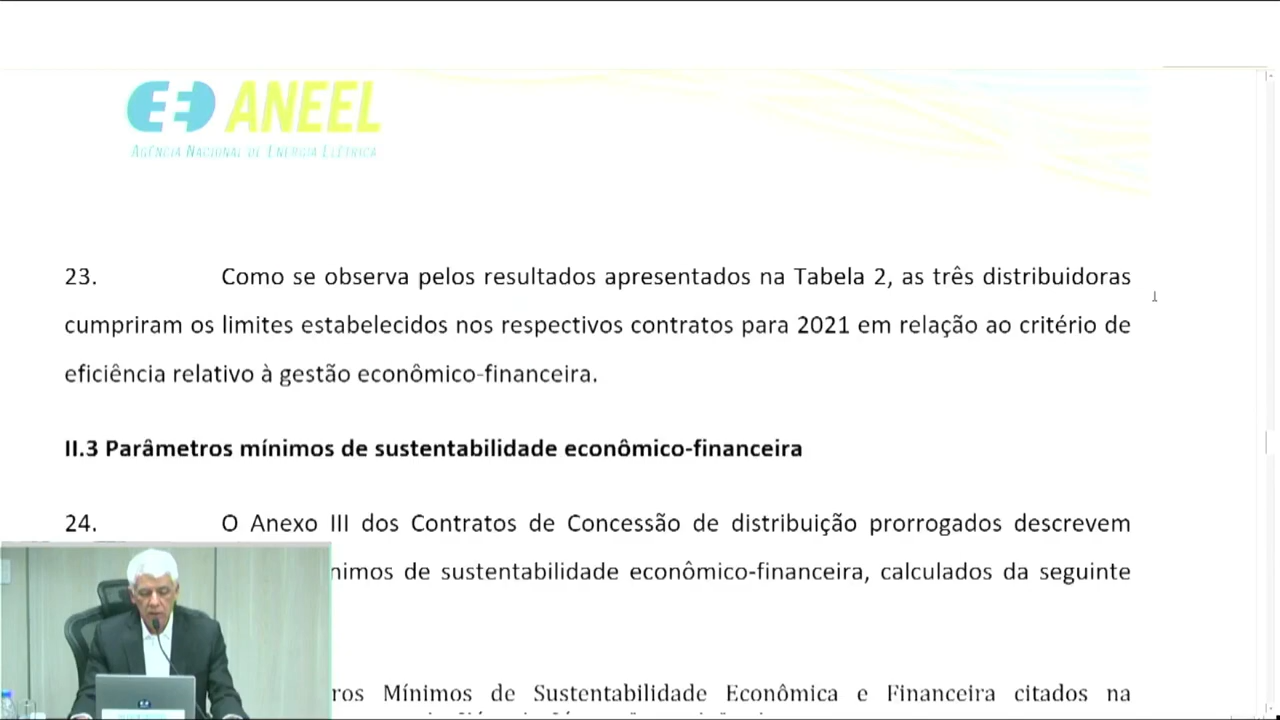 ANEEL
AGÊNCIA NACIONAL DE ENERGIA ELÉTRICA
23. Como se observa pelos resultados apresentados na Tabela 2, as três distribuidoras
cumpriram os limites estabelecidos nos respectivos contratos para 2021 em relação ao critério de
eficiência relativo à gestão econômico-financeira.
II.3 Parâmetros mínimos de sustentabilidade econômico-financeira
24. O Anexo III dos Contratos de Concessão de distribuição prorrogados descrevem
nimos de sustentabilidade econômico-financeira, calculados da seguinte
ros Mínimos de Sustentabilidade Econômica e Financeira citados na